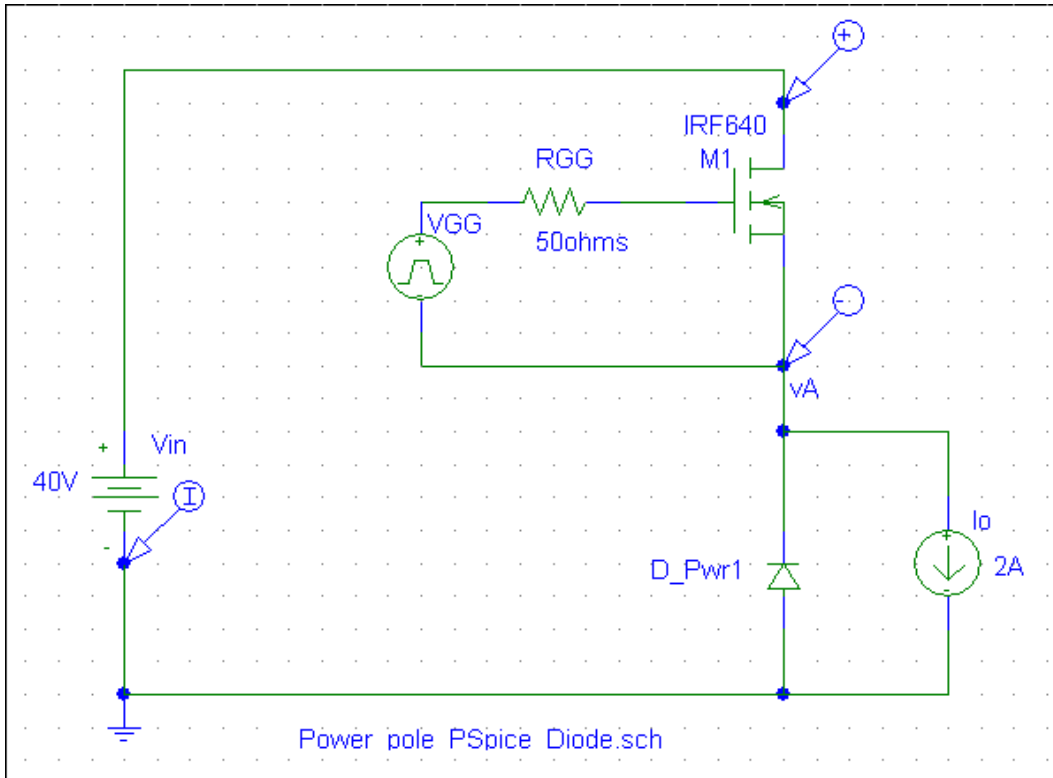 +
IRF640
M1
RGG
VGG
+
50ohms
-
vA
+
Vin
40V
I
-
Io
+
2A
-
D_Pwr1
Power pole PSpice Diode.sch